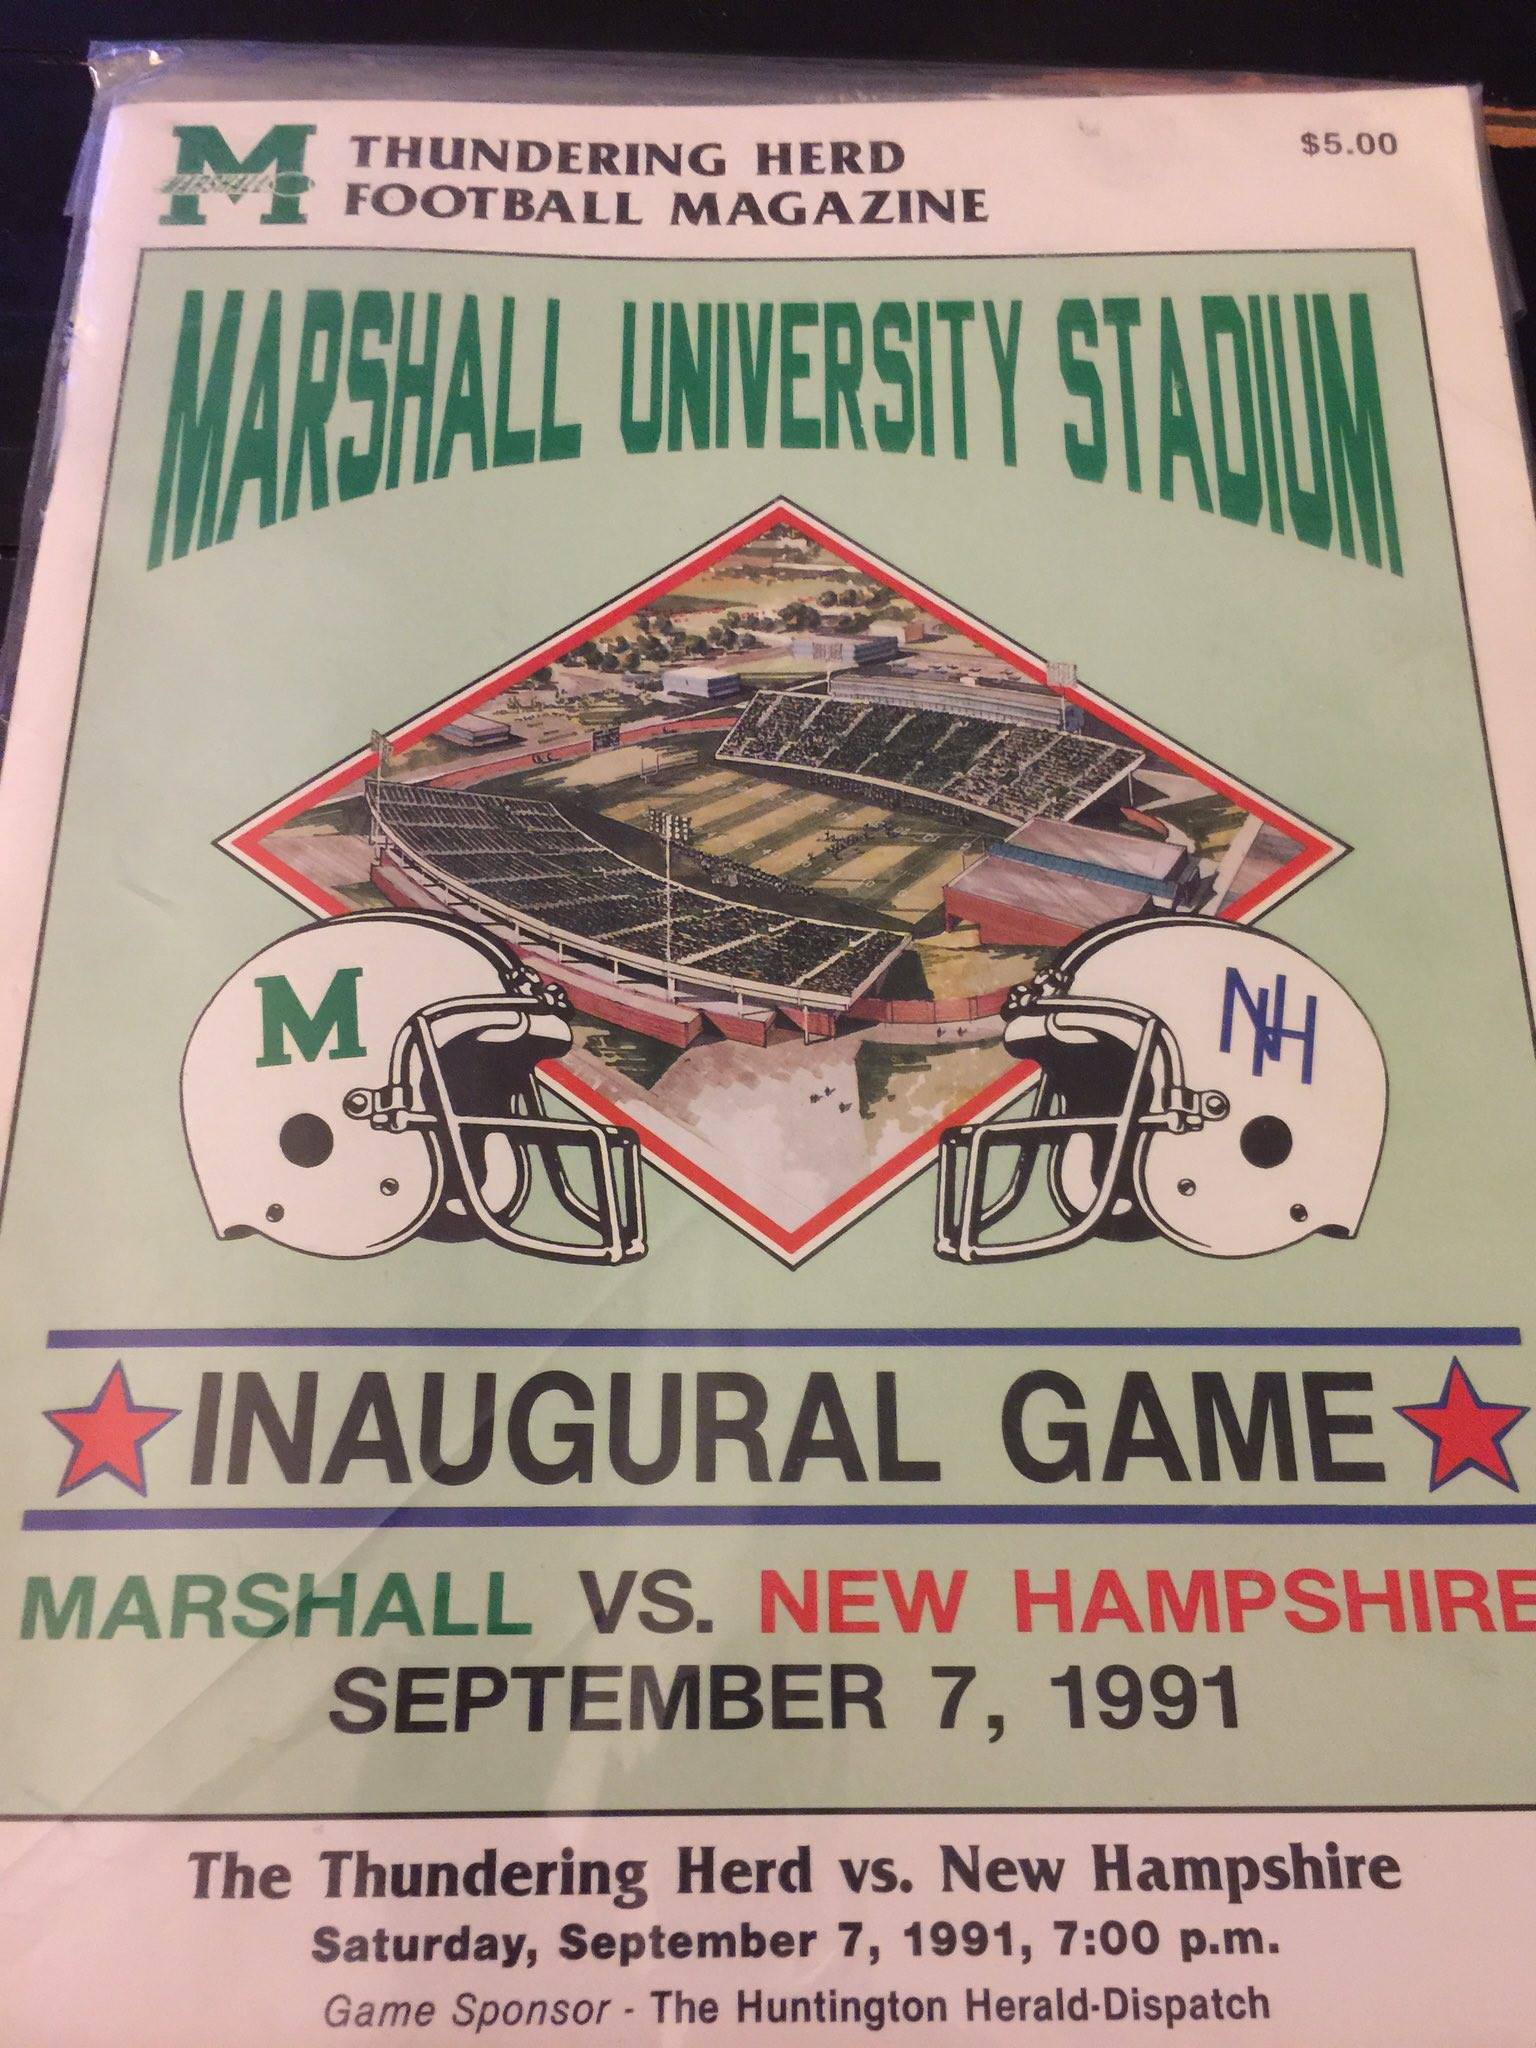 M
MARSHALL
THUNDERING HERD
FOOTBALL MAGAZINE
$5.00
MARSHALL UNIVERSITY STADIUM
M
NH
INAUGURAL GAME
MARSHALL VS. NEW HAMPSHIRE
SEPTEMBER 7, 1991
The Thundering Herd vs. New Hampshire
Saturday, September 7, 1991, 7:00 p.m.
Game Sponsor - The Huntington Herald-Dispatch